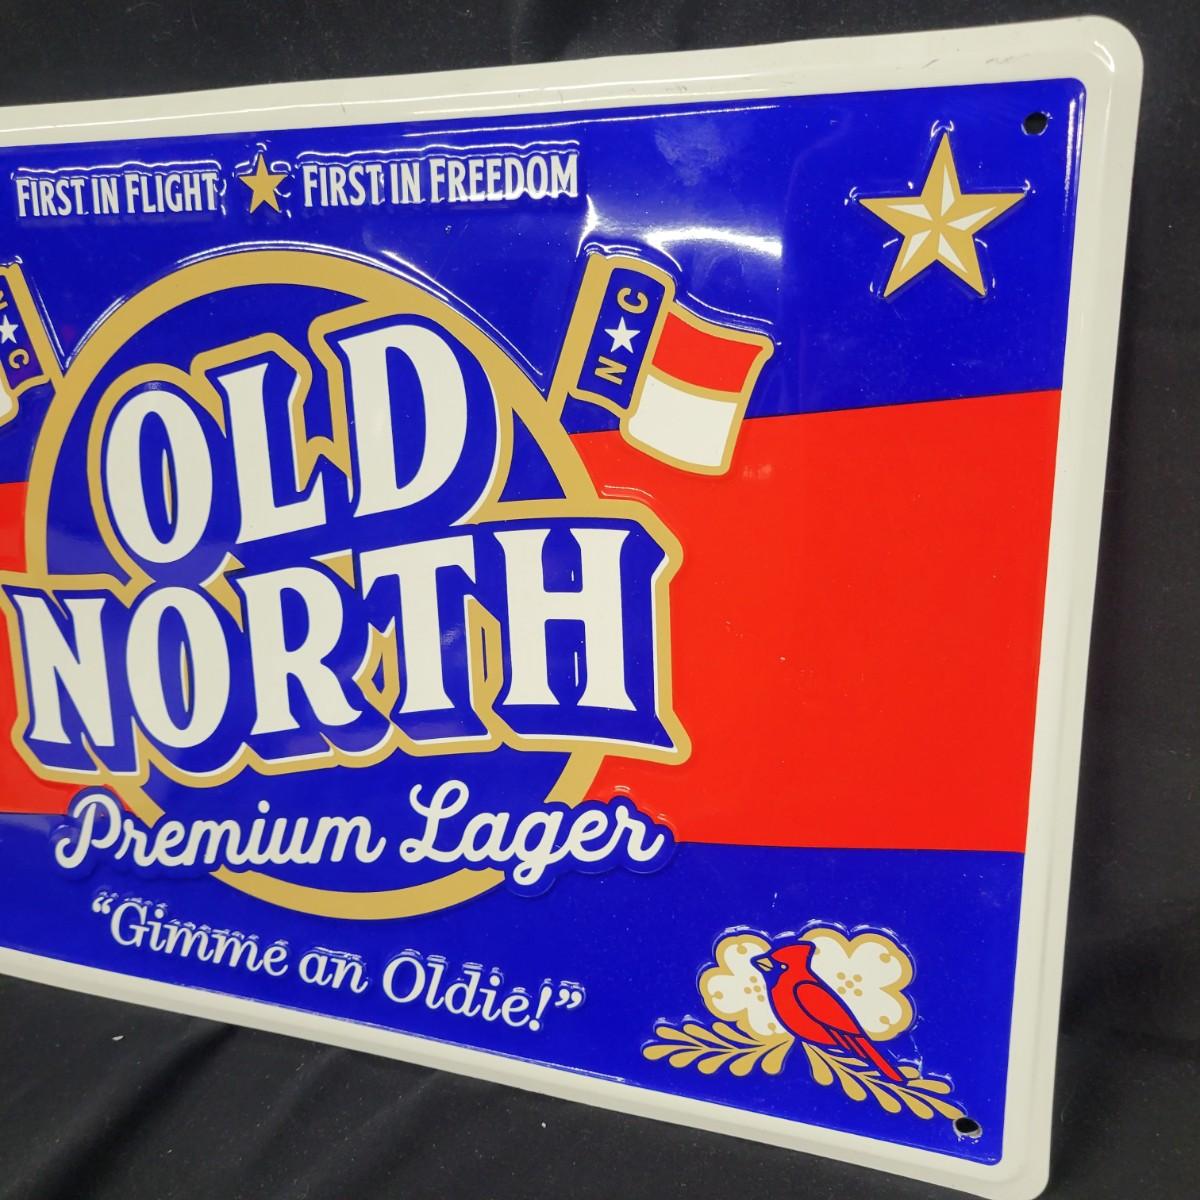 FIRST IN FLIGHT ★ FIRST IN FREEDOM
N★C
N★C
OLD
NORTH
Premium Lager
“Gimme an Oldie!”